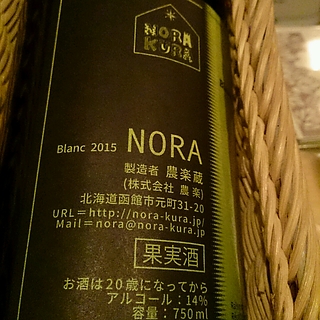 NORA
KURA
Blanc 2015 NORA
製造者 農楽蔵
(株式会社 農楽)
北海道函館市元町31-20
URL=http://nora-kura.jp/
Mail=nora@nora-kura.jp
果実酒
お酒は20歳になってから
アルコール:14%
容量:750ml